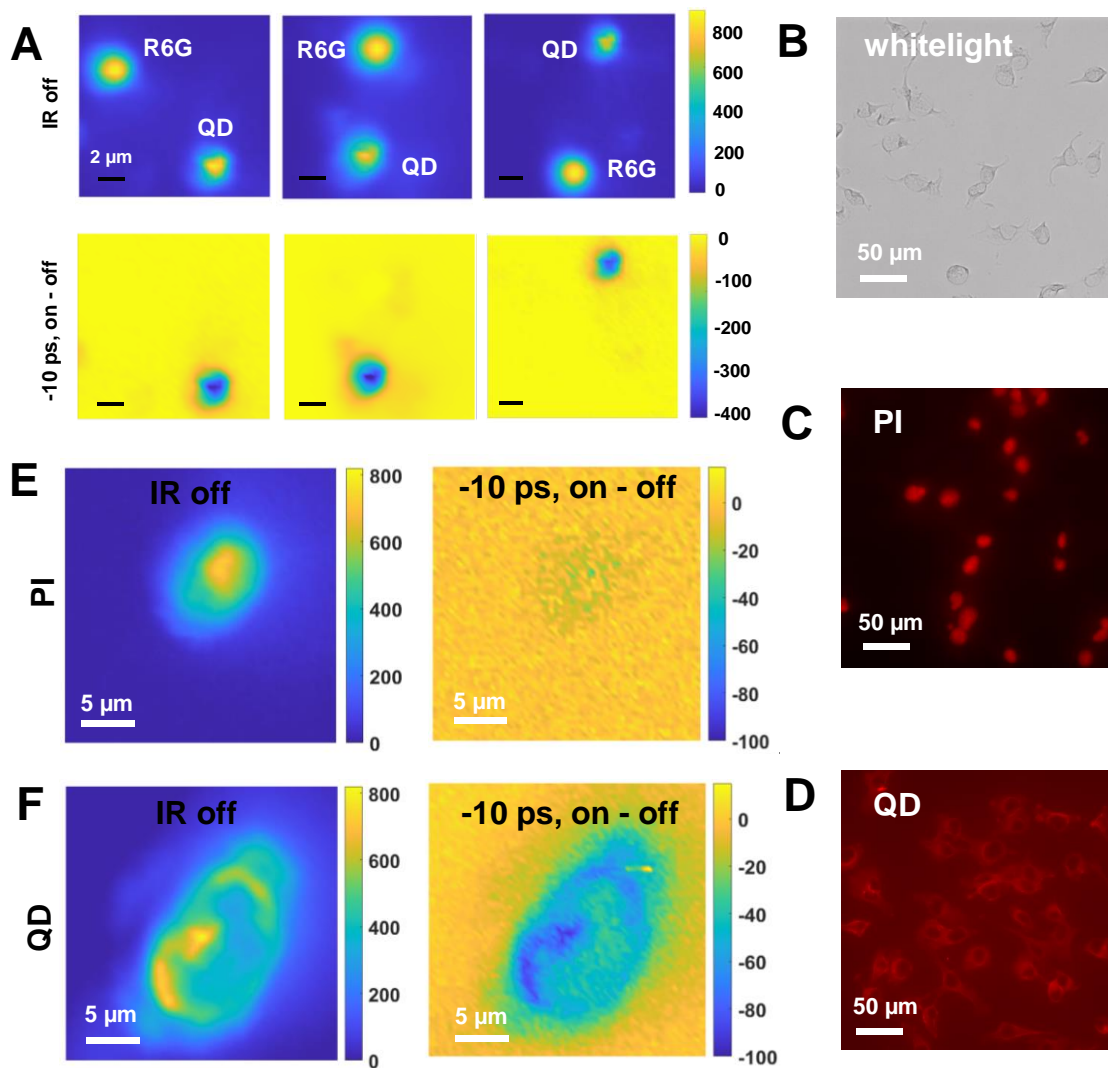 A
IR off
R6G
QD
2 µm
R6G
QD
QD
R6G
800
600
400
200
0
-10 ps, on - off
0
-100
-200
-300
-400
B
whitelight
50 µm
C
PI
50 µm
D
QD
50 µm
E
PI
IR off
5 µm
800
600
400
200
0
-10 ps, on - off
5 µm
0
-20
-40
-60
-80
-100
F
QD
IR off
5 µm
800
600
400
200
0
-10 ps, on - off
5 µm
0
-20
-40
-60
-80
-100